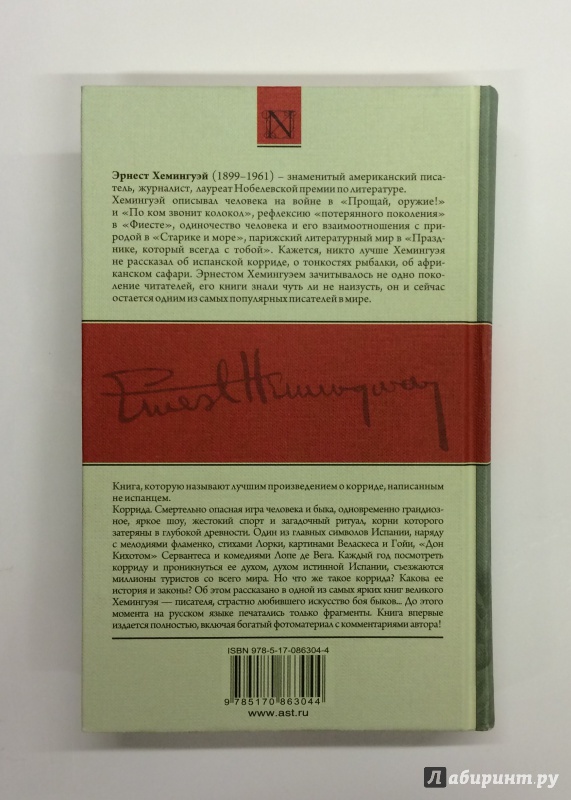 N
Эрнест Хемингуэй (1899–1961) – знаменитый американский писа-
тель, журналист, лауреат Нобелевской премии по литературе.
Хемингуэй описывал человека на войне в «Прощай, оружие!»
и «По ком звонит колокол», рефлексию «потерянного поколения»
в «Фиесте», одиночество человека и его взаимоотношения с при-
родой в «Старике и море», парижский литературный мир в «Празд-
нике, который всегда с тобой». Кажется, никто лучше Хемингуэя
не рассказал об испанской корриде, о тонкостях рыбалки, об аф-
риканском сафари. Эрнестом Хемингуэем зачитывалось не одно поко-
ление читателей, его книги знали чуть ли не наизусть, он и сейчас
остается одним из самых популярных писателей в мире.
Ernest Hemingway
Книга, которую называют лучшим произведением о корриде, написанным
не испанцем.
Коррида. Смертельно опасная игра человека и быка, одновременно грандиоз-
ное, яркое шоу, жестокий спорт и загадочный ритуал, корни которого
затеряны в глубокой древности. Один из главных символов Испании, наряду
с мелодиями фламенко, стихами Лорки, картинами Веласкеса и Гойи, «Дон
Кихотом» Сервантеса и комедиями Лопе де Вега. Каждый год посмотреть
корриду и проникнуться ее духом, духом истинной Испании, съезжаются
миллионы туристов со всего мира. Но что же такое коррида? Какова ее
история и законы? Об этом рассказано в одной из самых ярких книг великого
Хемингуэя — писателя, страстно любившего искусство боя быков... До этого
момента на русском языке печатались только фрагменты. Книга впервые
издается полностью, включая богатый фотоматериал с комментариями автора!
ISBN 978-5-17-086304-4
9 785170 863044
www.ast.ru
Лабиринт.ру